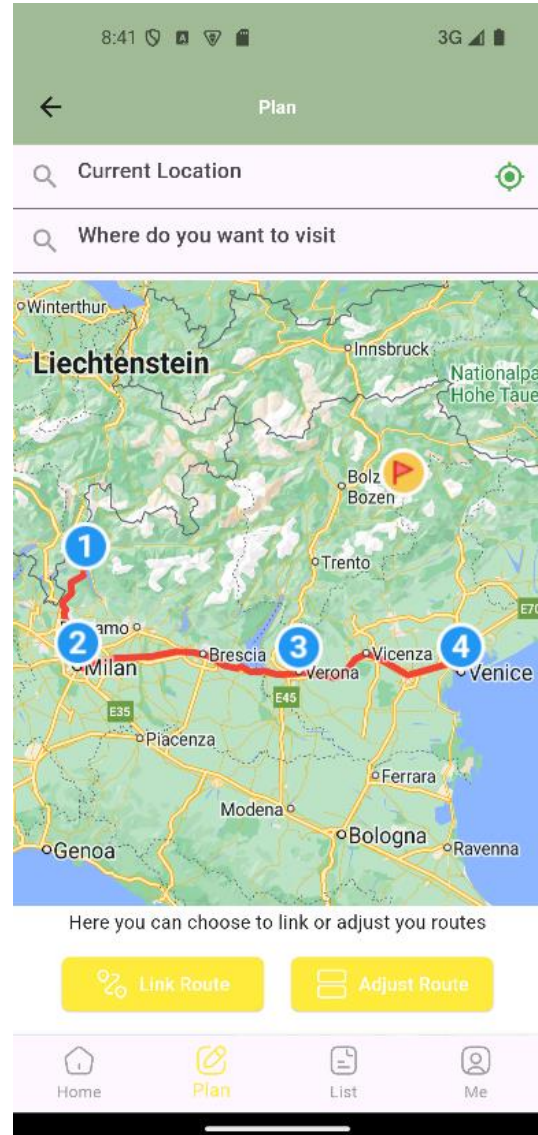 8:41
3G
Plan
Current Location
Where do you want to visit
Winterthur
Liechtenstein
Innsbruck
Nationalpa
Hohe Taue
Bolz
Bozen
1
Trento
E70
amo
2
3
4
Milan
Brescia
Verona
Vicenza
Venice
E35
E45
Piacenza
Ferrara
Modena
Bologna
Genoa
Ravenna
Here you can choose to link or adjust you routes
Link Route
Adjust Route
Home
Plan
List
Me